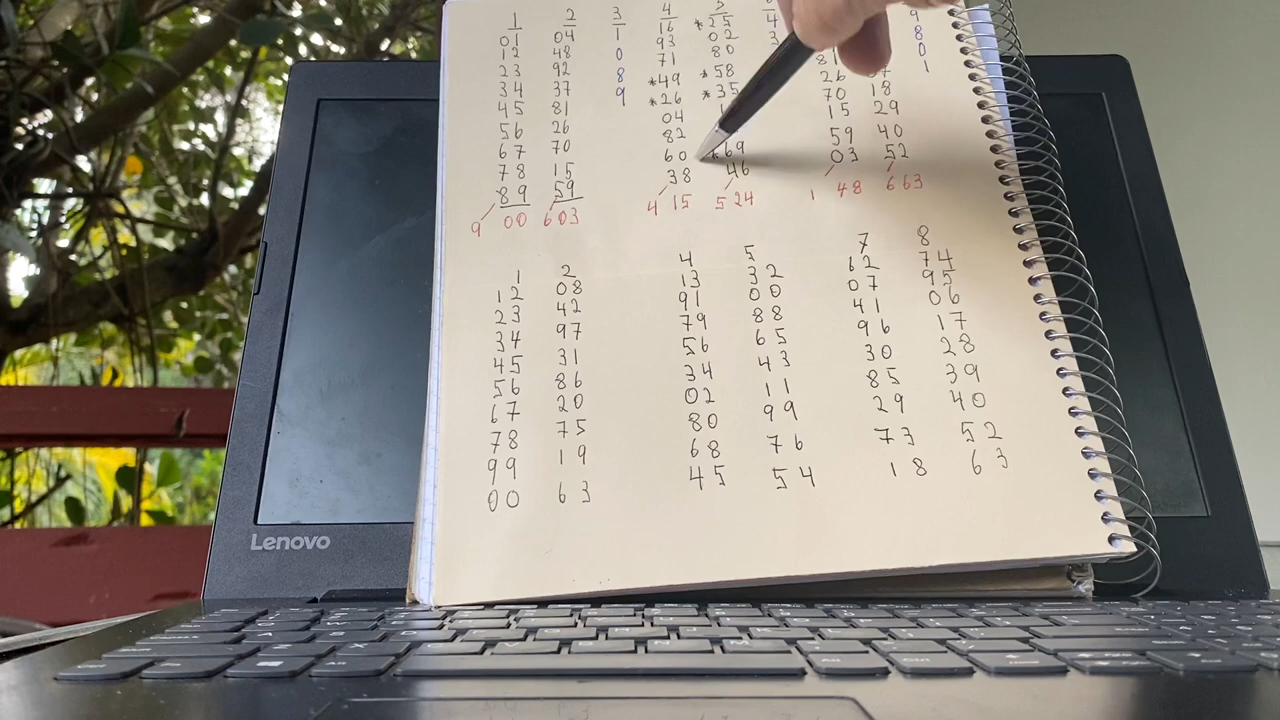 1 2 3 4 5 9
01 04 1 16 *25 8
12 48 0 93 02 0
23 92 8 71 80 1
34 37 9 *49 *58 26
45 81 *26 *35 70 18
56 26 04 15 29
67 70 82 59 40
78 15 60 *69 03 52
89 59 38 46
9 00 603 4 15 5 24 1 48 6 63
1 2 4 5 7 8
12 08 13 32 62 74
23 42 91 00 07 95
34 97 79 88 41 06
45 31 56 65 96 17
56 86 34 43 30 28
67 20 02 11 85 39
78 75 80 99 29 40
99 19 68 76 73 52
00 63 45 54 18 63
Lenovo